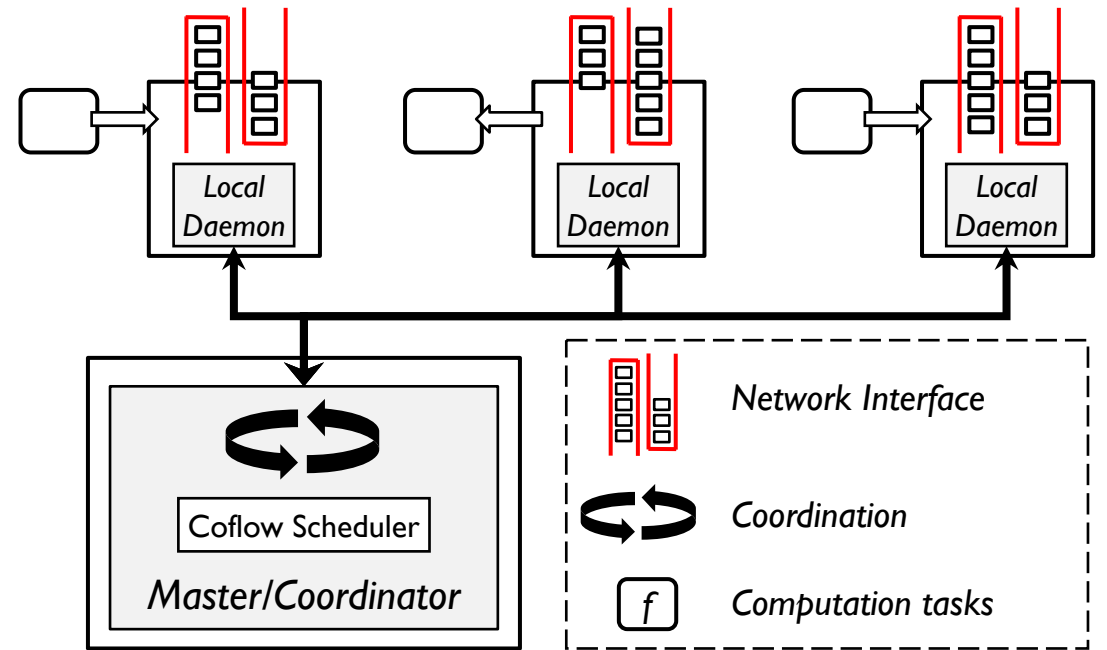 Local
Daemon
Local
Daemon
Local
Daemon
Coflow Scheduler
Master/Coordinator
Network Interface
Coordination
f
Computation tasks